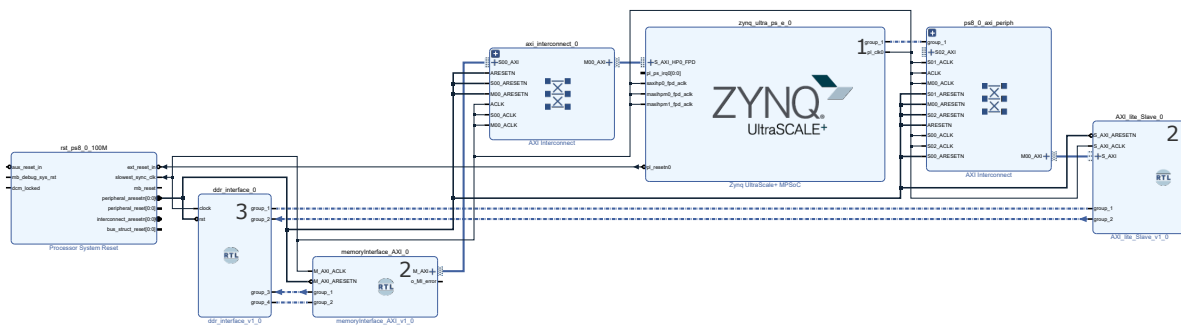 rst_ps8_0_100M
aux_reset_in
mb_debug_sys_rst
dcm_locked
ext_reset_in
slowest_sync_clk
mb_reset
peripheral_aresetn[0:0]
peripheral_reset[0:0]
interconnect_aresetn[0:0]
bus_struct_reset[0:0]
Processor System Reset
ddr_interface_0
3
clock
rst
group_1
group_2
RTL
group_3
group_4
ddr_interface_v1_0
memoryInterface_AXI_0
2
M_AXI_ACLK
M_AXI_ARESETN
group_1
group_2
M_AXI
o_MI_error
RTL
memoryInterface_AXI_v1_0
axi_interconnect_0
S00_AXI
ARESETN
S00_ARESETN
M00_ARESETN
ACLK
S00_ACLK
M00_ACLK
M00_AXI
AXI Interconnect
zynq_ultra_ps_e_0
1
S_AXI_HP0_FPD
pl_ps_irq0[0:0]
saxihp0_fpd_aclk
maxihpm0_fpd_aclk
maxihpm1_fpd_aclk
group_1
pl_clk0
pl_resetn0
ZYNQ
UltraSCALE+
Zynq UltraScale+ MPSoC
ps8_0_axi_periph
group_1
S02_AXI
S01_ACLK
ACLK
M00_ACLK
S01_ARESETN
M00_ARESETN
S02_ARESETN
ARESETN
S00_ACLK
S02_ACLK
S00_ARESETN
M00_AXI
AXI Interconnect
AXI_lite_Slave_0
2
S_AXI_ARESETN
S_AXI_ACLK
S_AXI
RTL
group_1
group_2
AXI_lite_Slave_v1_0